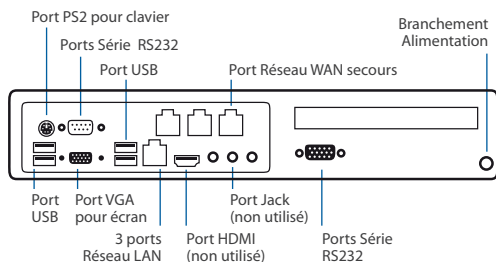 Port PS2 pour clavier
Ports Série RS232
Port USB
Port Réseau WAN secours
Branchement
Alimentation
Port
USB
Port VGA
pour écran
3 ports
Réseau LAN
Port HDMI
(non utilisé)
Port Jack
(non utilisé)
Ports Série
RS232